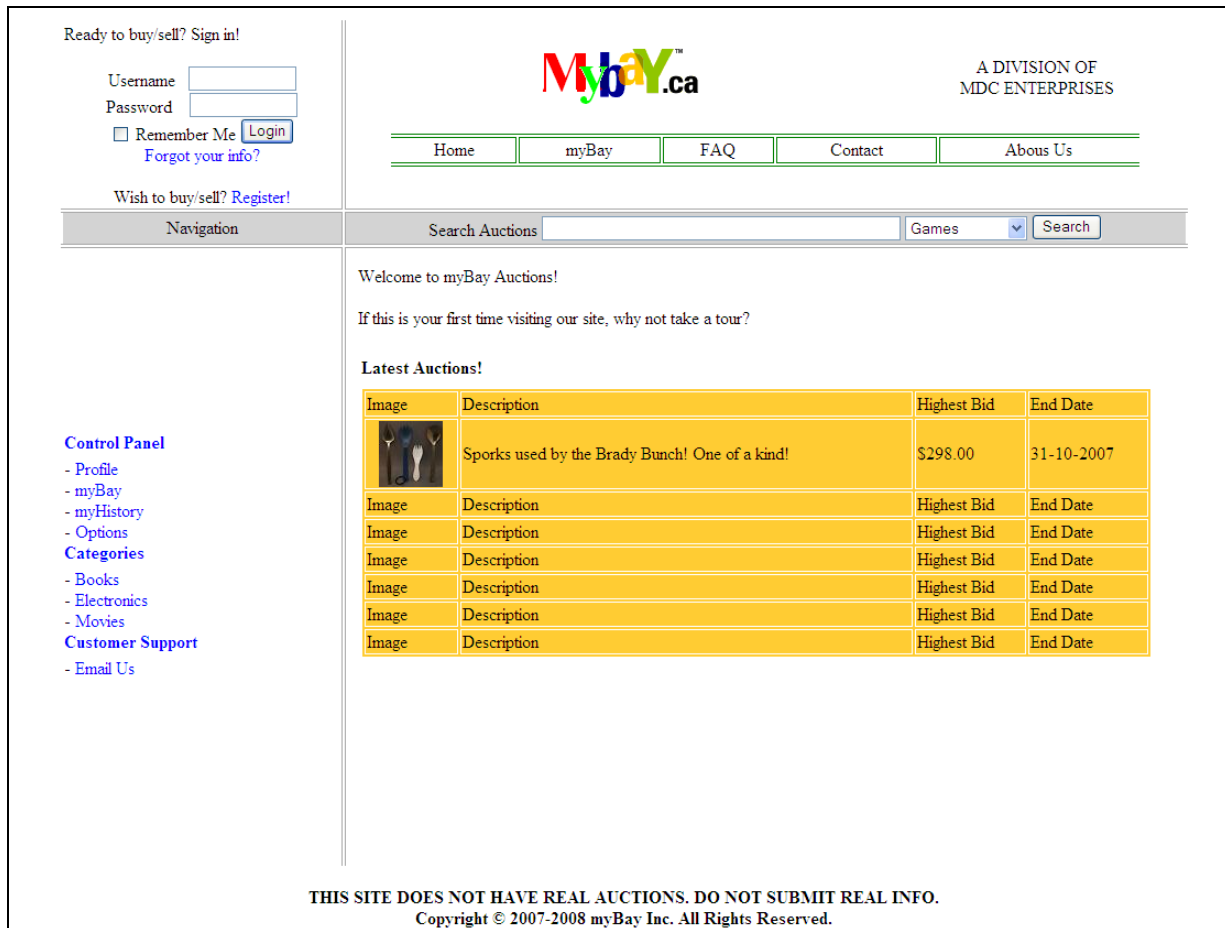 Ready to buy/sell? Sign in!
Username
Password
Remember Me Login
Forgot your info?
Wish to buy/sell? Register!
MybaY™.ca
A DIVISION OF
MDC ENTERPRISES
Home myBay FAQ Contact Abous Us
Navigation
Search Auctions Games Search
Control Panel
- Profile
- myBay
- myHistory
- Options
Categories
- Books
- Electronics
- Movies
Customer Support
- Email Us
Welcome to myBay Auctions!
If this is your first time visiting our site, why not take a tour?
Latest Auctions!
Image Description Highest Bid End Date
Sporks used by the Brady Bunch! One of a kind! $298.00 31-10-2007
Image Description Highest Bid End Date
Image Description Highest Bid End Date
Image Description Highest Bid End Date
Image Description Highest Bid End Date
Image Description Highest Bid End Date
Image Description Highest Bid End Date
THIS SITE DOES NOT HAVE REAL AUCTIONS. DO NOT SUBMIT REAL INFO.
Copyright © 2007-2008 myBay Inc. All Rights Reserved.